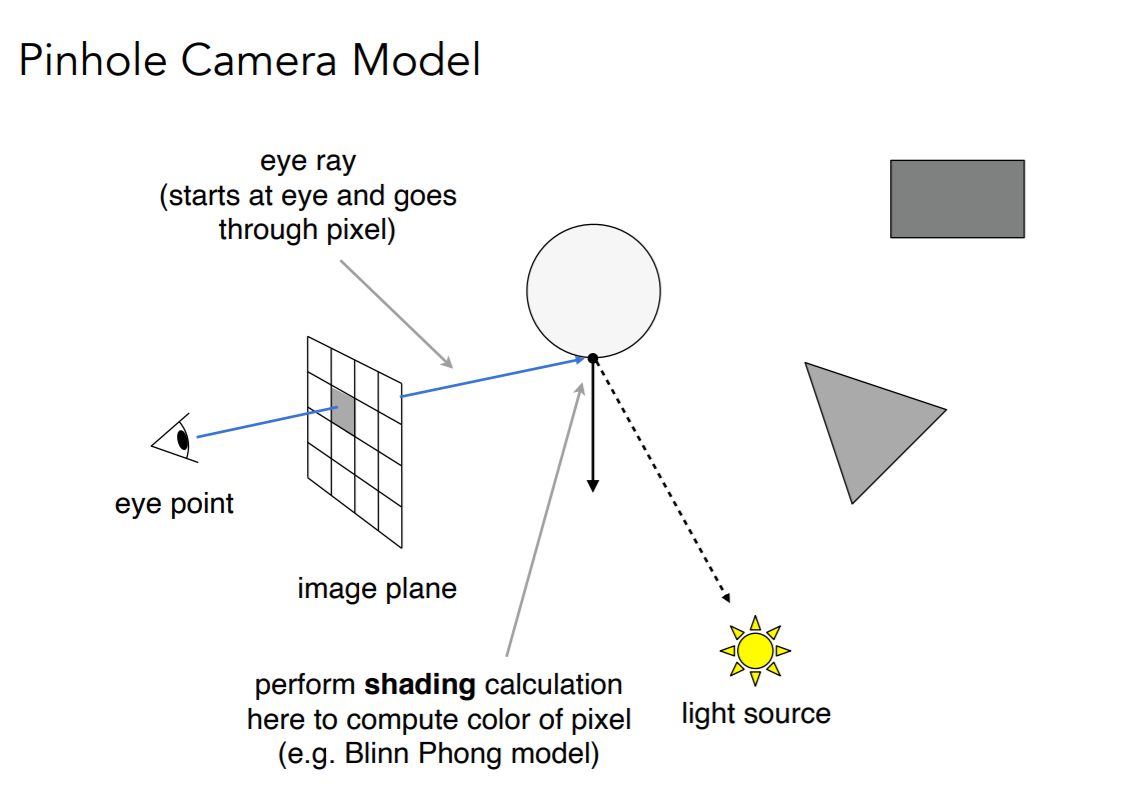 Pinhole Camera Model
eye ray
(starts at eye and goes
through pixel)
eye point
image plane
perform shading calculation
here to compute color of pixel
(e.g. Blinn Phong model)
light source